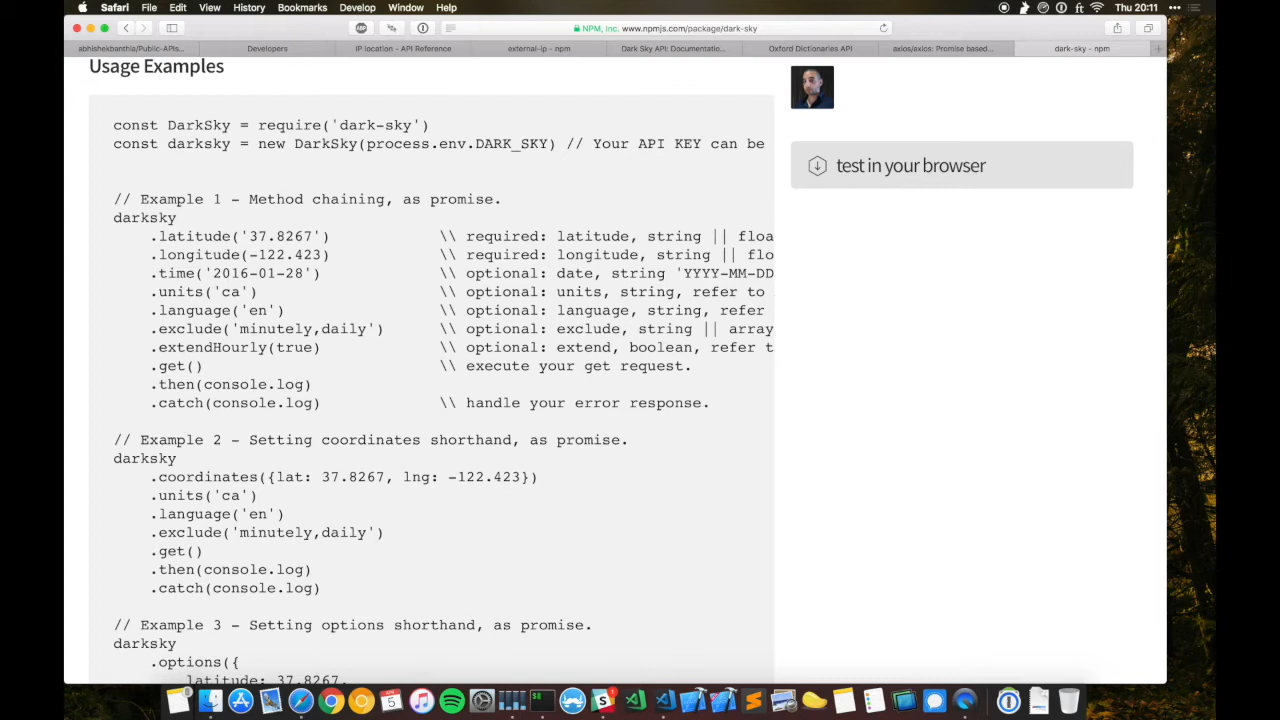 Safari File Edit View History Bookmarks Develop Window Help Thu 20:11
NPM, Inc. www.npmjs.com/package/dark-sky
abhishekbanthia/Public-APIs... Developers IP location - API Reference external-ip - npm Dark Sky API: Documentatio... Oxford Dictionaries API axios/axios: Promise based... dark-sky - npm
Usage Examples
const DarkSky = require('dark-sky')
const darksky = new DarkSky(process.env.DARK_SKY) // Your API KEY can be
// Example 1 - Method chaining, as promise.
darksky
.latitude('37.8267') \\ required: latitude, string || floa
.longitude(-122.423) \\ required: longitude, string || flo
.time('2016-01-28') \\ optional: date, string 'YYYY-MM-DD
.units('ca') \\ optional: units, string, refer to
.language('en') \\ optional: language, string, refer
.exclude('minutely,daily') \\ optional: exclude, string || array
.extendHourly(true) \\ optional: extend, boolean, refer t
.get() \\ execute your get request.
.then(console.log)
.catch(console.log) \\ handle your error response.
// Example 2 - Setting coordinates shorthand, as promise.
darksky
.coordinates({lat: 37.8267, lng: -122.423})
.units('ca')
.language('en')
.exclude('minutely,daily')
.get()
.then(console.log)
.catch(console.log)
// Example 3 - Setting options shorthand, as promise.
darksky
.options({
latitude: 37.8267,
test in your browser